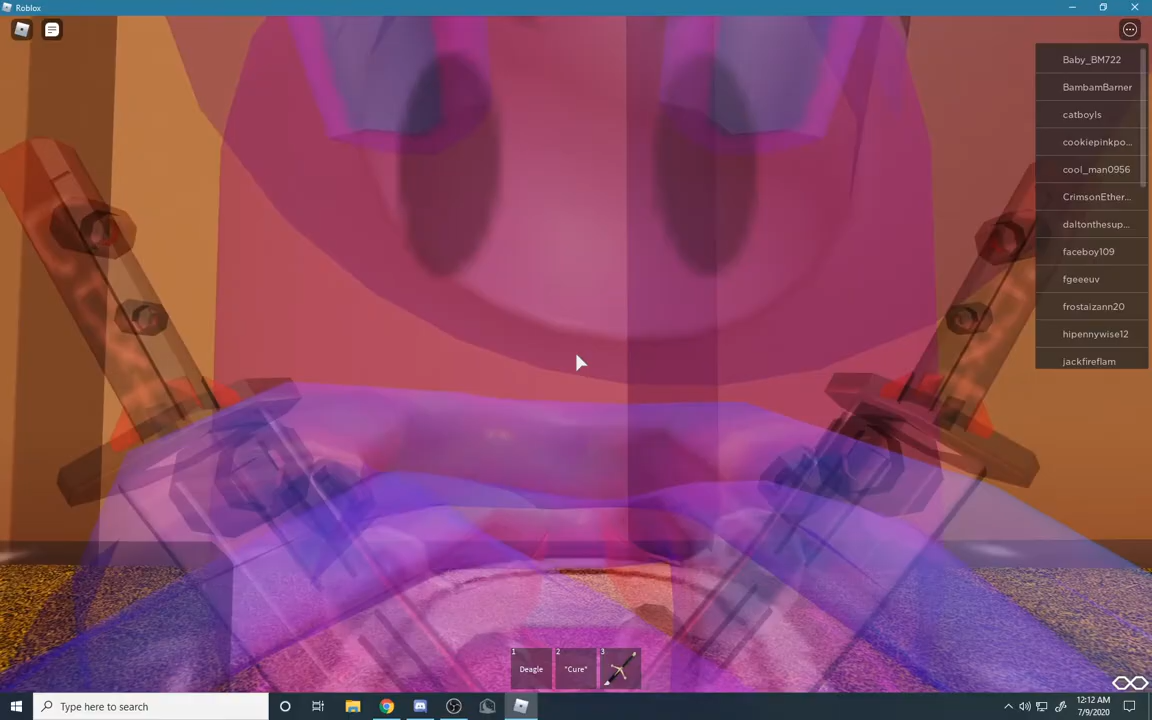 Roblox
Baby_BM722
BambamBarner
catboyls
cookiepinkpo...
cool_man0956
CrimsonEther...
daltonthesup...
faceboy109
fgeeeuv
frostaizann20
hipennywise12
jackfireflam
1 2 3
Deagle "Cure"
Type here to search
12:12 AM
7/9/2020